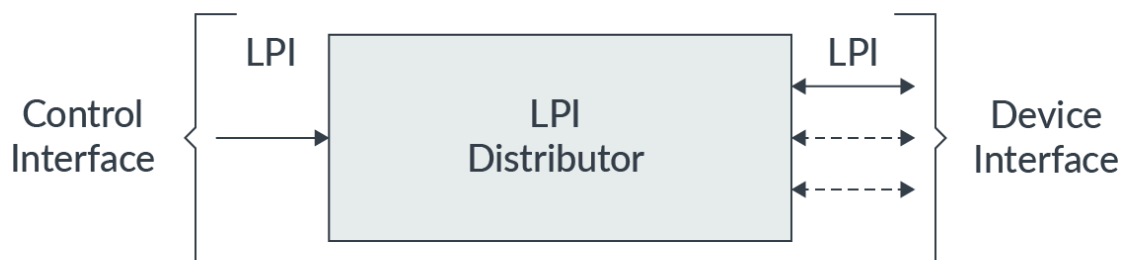 Control
Interface
LPI
LPI
Distributor
LPI
Device
Interface